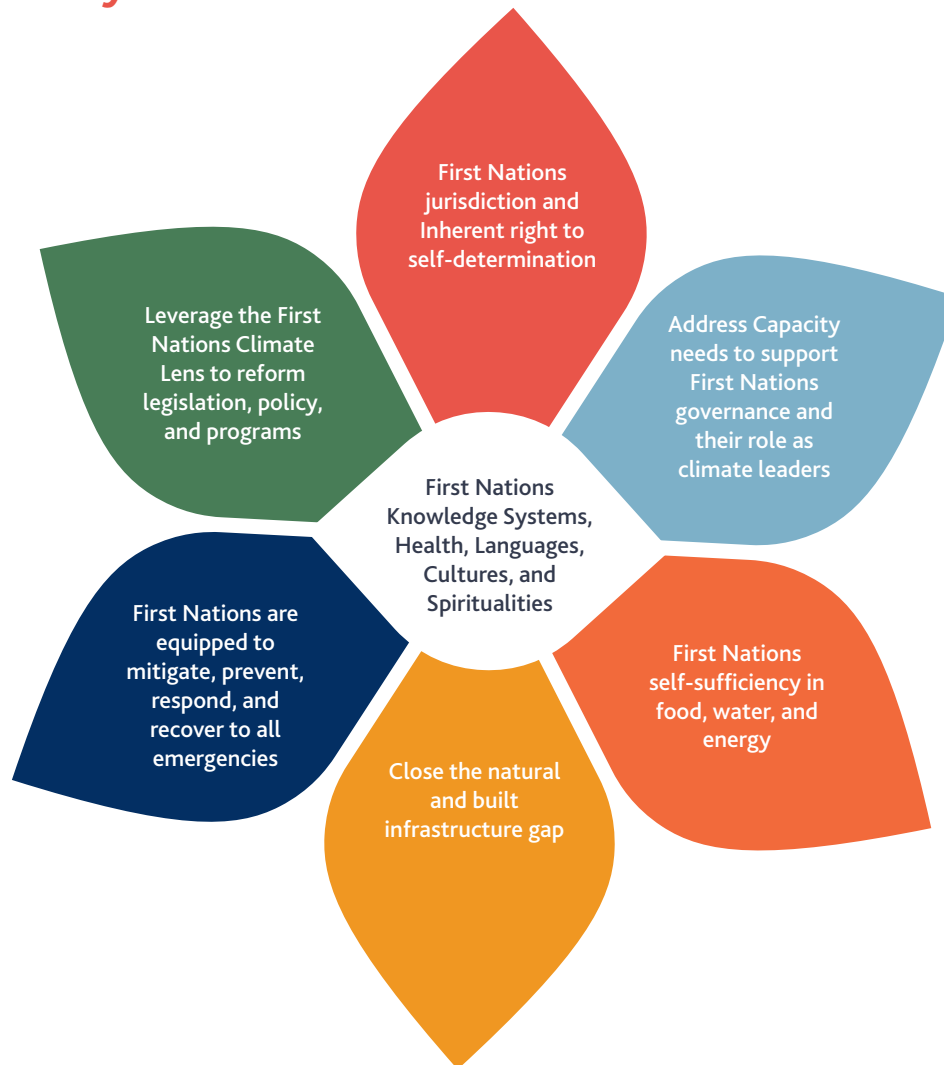 First Nations
jurisdiction and
Inherent right to
self-determination
Address Capacity
needs to support
First Nations
governance and
their role as
climate leaders
First Nations
self-sufficiency in
food, water, and
energy
Close the natural
and built
infrastructure gap
First Nations are
equipped to
mitigate, prevent,
respond, and
recover to all
emergencies
Leverage the First
Nations Climate
Lens to reform
legislation, policy,
and programs
First Nations
Knowledge Systems,
Health, Languages,
Cultures, and
Spiritualities